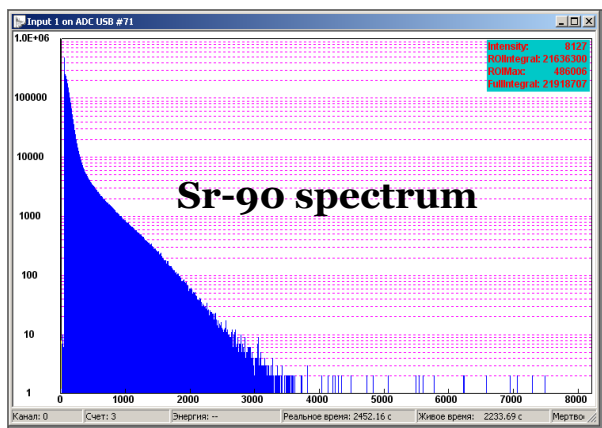 Input 1 on ADC USB #71
1.0E+06
Intensity: 8127
ROIIntegral: 21636300
ROIMax: 486006
FullIntegral: 21918707
100000
10000
Sr-90 spectrum
1000
100
10
1
0 1000 2000 3000 4000 5000 6000 7000 8000
Канал: 0 Счет: 3 Энергия: -- Реальное время: 2452.16 с Живое время: 2233.69 с Мертвое